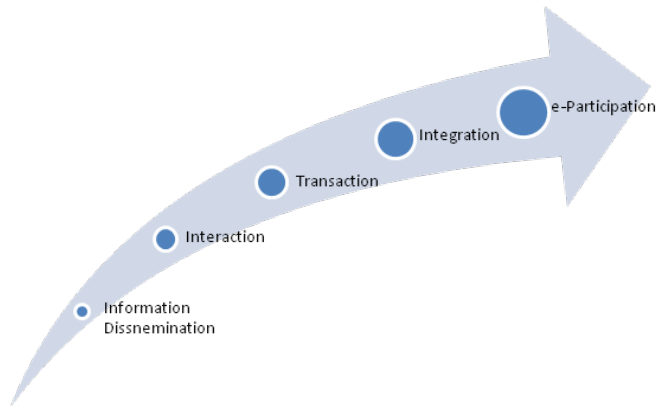 e-Participation
Integration
Transaction
Interaction
Information
Dissnemination